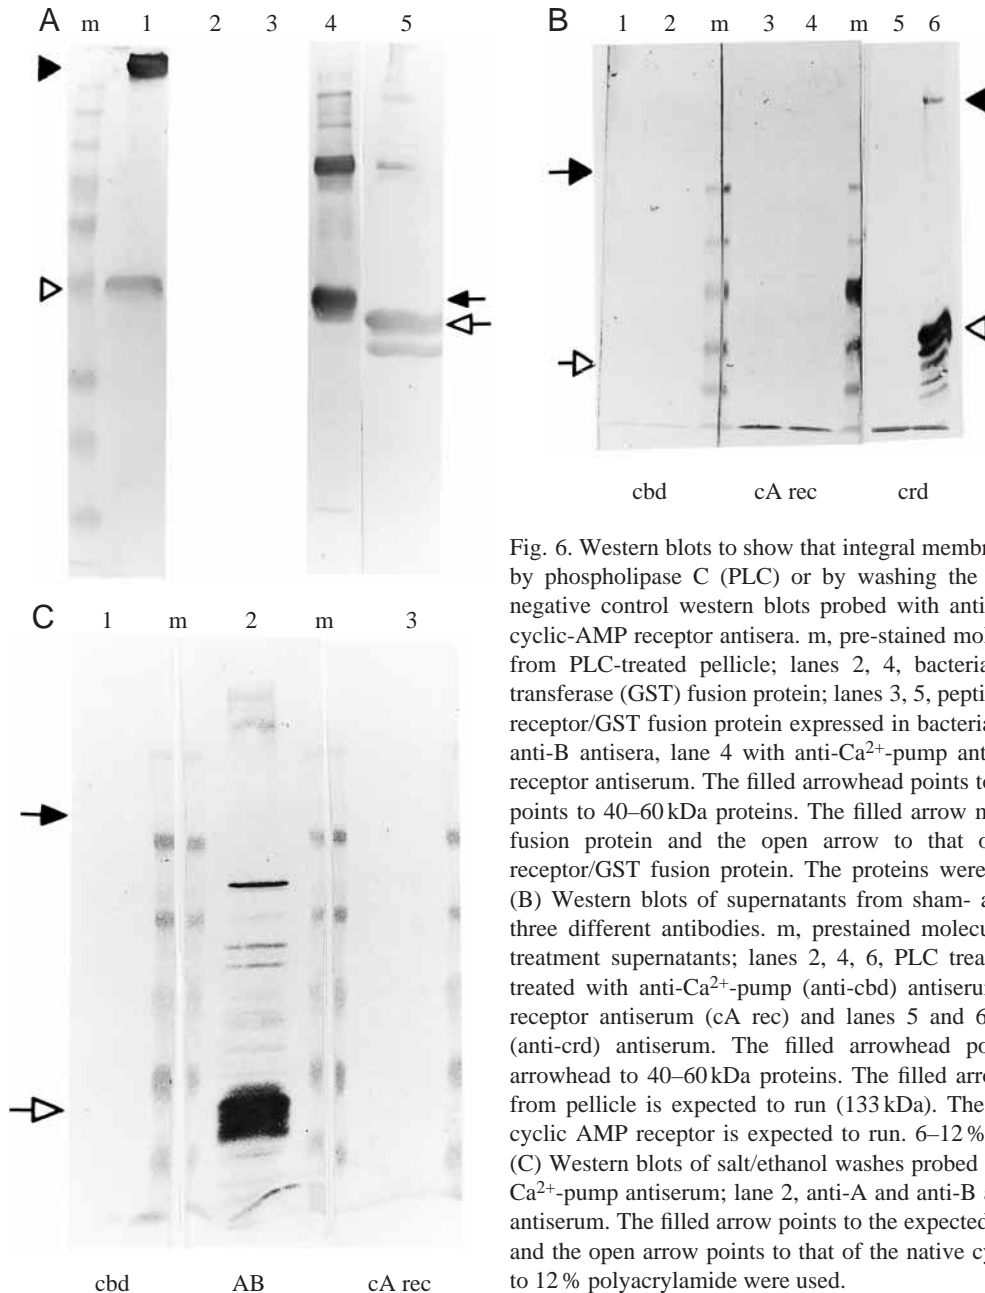 A m 1 2 3 4 5
B 1 2 m 3 4 m 5 6
cbd cA rec crd
C 1 m 2 m 3
cbd AB cA rec
Fig. 6. Western blots to show that integral membr
by phospholipase C (PLC) or by washing the
negative control western blots probed with anti
cyclic-AMP receptor antisera. m, pre-stained mol
from PLC-treated pellicle; lanes 2, 4, bacteria
transferase (GST) fusion protein; lanes 3, 5, pepti
receptor/GST fusion protein expressed in bacteria
anti-B antisera, lane 4 with anti-Ca2+-pump ant
receptor antiserum. The filled arrowhead points to
points to 40–60 kDa proteins. The filled arrow m
fusion protein and the open arrow to that o
receptor/GST fusion protein. The proteins were
(B) Western blots of supernatants from sham- a
three different antibodies. m, prestained molecu
treatment supernatants; lanes 2, 4, 6, PLC trea
treated with anti-Ca2+-pump (anti-cbd) antiseru
receptor antiserum (cA rec) and lanes 5 and 6
(anti-crd) antiserum. The filled arrowhead po
arrowhead to 40–60 kDa proteins. The filled arro
from pellicle is expected to run (133 kDa). The
cyclic AMP receptor is expected to run. 6–12 %
(C) Western blots of salt/ethanol washes probed
Ca2+-pump antiserum; lane 2, anti-A and anti-B a
antiserum. The filled arrow points to the expected
and the open arrow points to that of the native cy
to 12 % polyacrylamide were used.